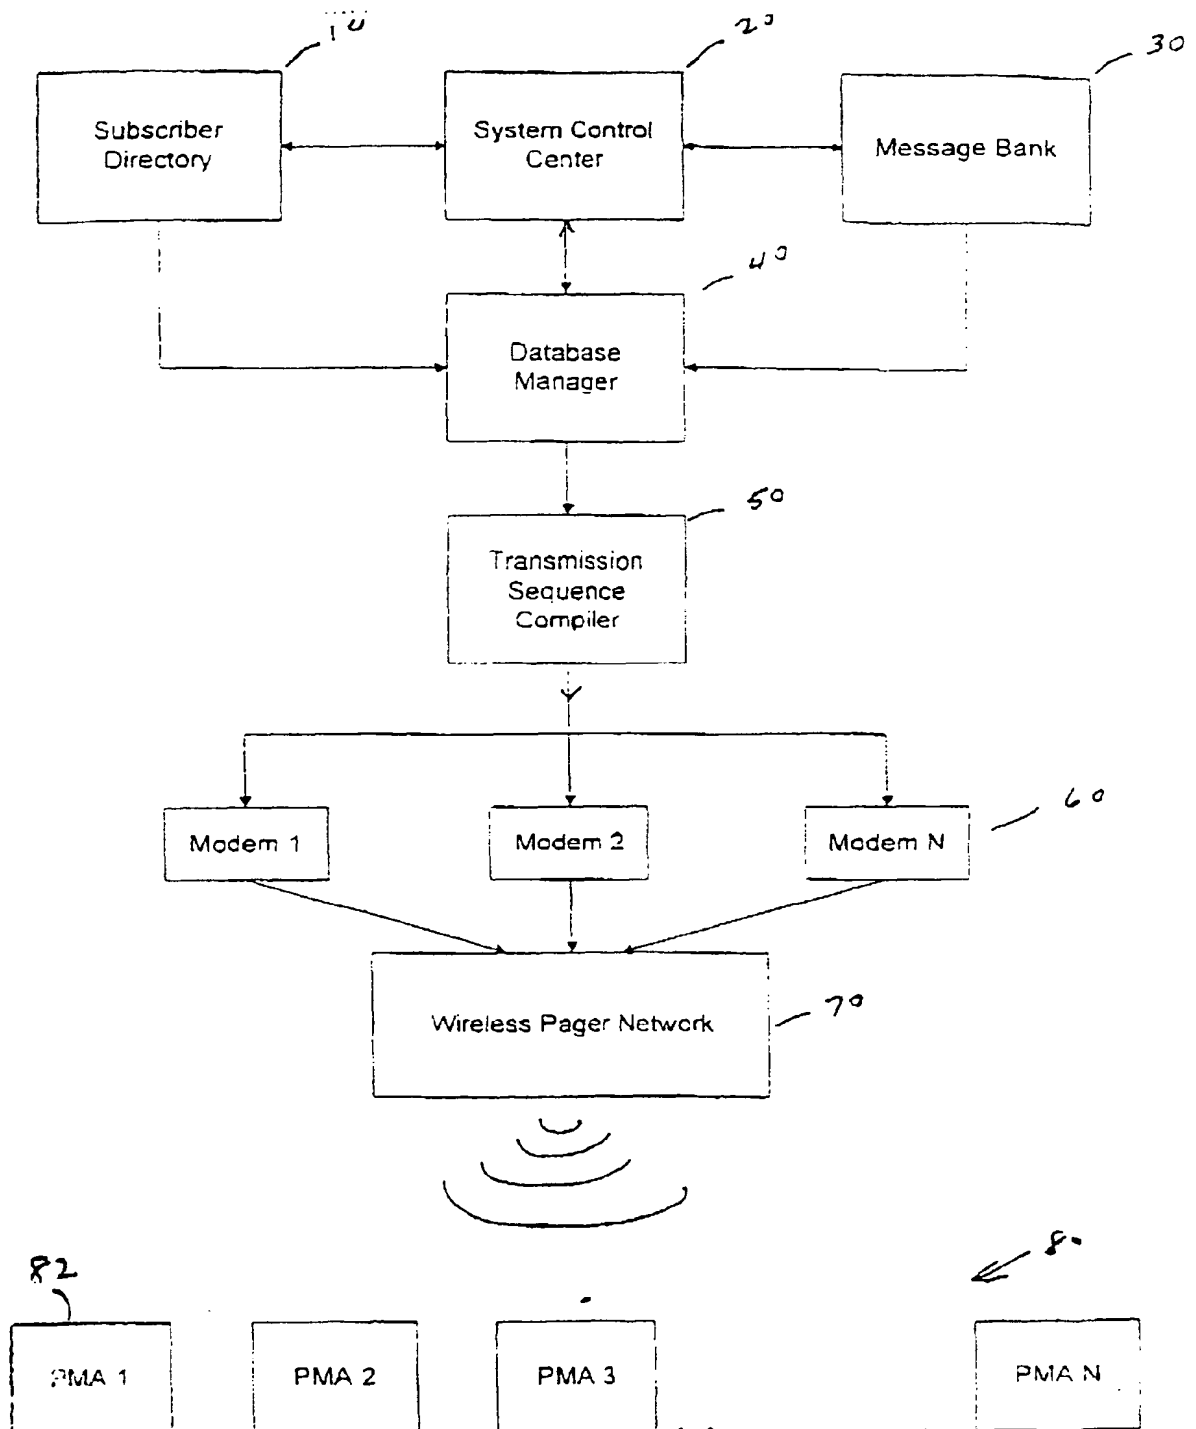 10
20
30
Subscriber
Directory
System Control
Center
Message Bank
40
Database
Manager
50
Transmission
Sequence
Compiler
60
Modem 1
Modem 2
Modem N
Wireless Pager Network
70
82
PMA 1
PMA 2
PMA 3
PMA N